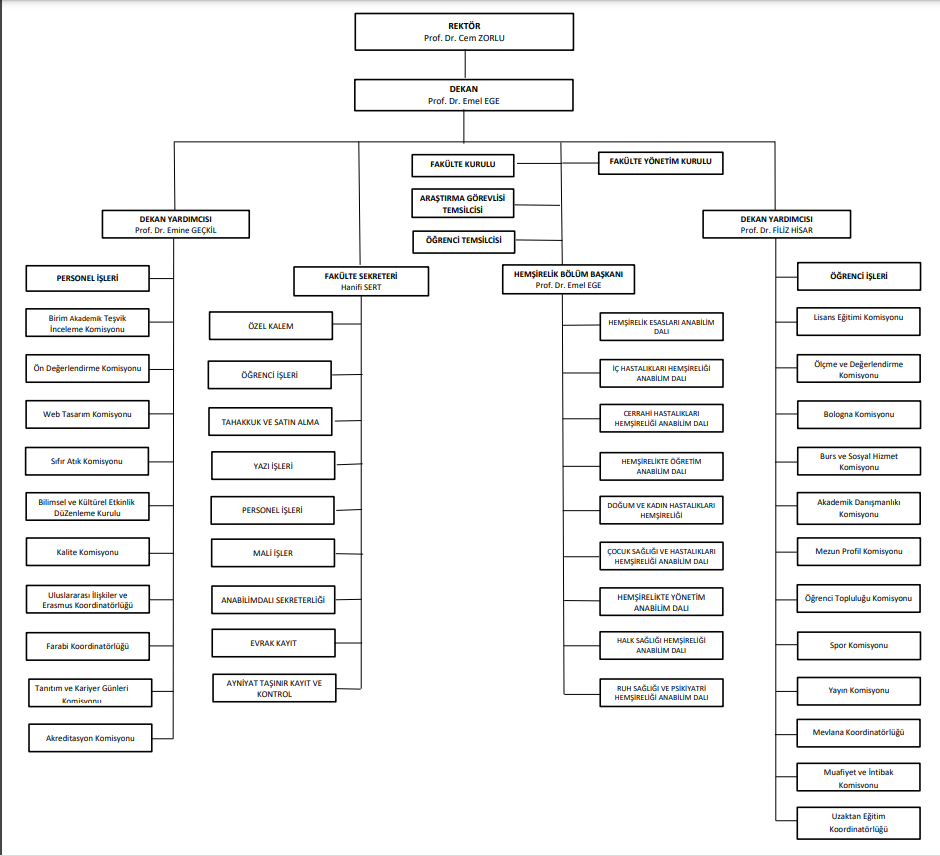 REKTÖR
Prof. Dr. Cem ZORLU
DEKAN
Prof. Dr. Emel EGE
FAKÜLTE KURULU
FAKÜLTE YÖNETİM KURULU
ARAŞTIRMA GÖREVLİSİ
TEMSİLCİSİ
ÖĞRENCİ TEMSİLCİSİ
DEKAN YARDIMCISI
Prof. Dr. Emine GEÇKİL
PERSONEL İŞLERİ
Birim Akademik Teşvik
İnceleme Komisyonu
Ön Değerlendirme Komisyonu
Web Tasarım Komisyonu
Sıfır Atık Komisyonu
Bilimsel ve Kültürel Etkinlik
DüZenleme Kurulu
Kalite Komisyonu
Uluslararası İlişkiler ve
Erasmus Koordinatörlüğü
Farabi Koordinatörlüğü
Tanıtım ve Kariyer Günleri
Komisyonu
Akreditasyon Komisyonu
FAKÜLTE SEKRETERİ
Hanifi SERT
ÖZEL KALEM
ÖĞRENCİ İŞLERİ
TAHAKKUK VE SATIN ALMA
YAZI İŞLERİ
PERSONEL İŞLERİ
MALİ İŞLER
ANABİLİMDALI SEKRETERLİĞİ
EVRAK KAYIT
AYNİYAT TAŞINIR KAYIT VE
KONTROL
HEMŞİRELİK BÖLÜM BAŞKANI
Prof. Dr. Emel EGE
HEMŞİRELİK ESASLARI ANABİLİM
DALI
İÇ HASTALIKLARI HEMŞİRELİĞİ
ANABİLİM DALI
CERRAHİ HASTALIKLARI
HEMŞİRELİĞİ ANABİLİM DALI
HEMŞİRELİKTE ÖĞRETİM
ANABİLİM DALI
DOĞUM VE KADIN HASTALIKLARI
HEMŞİRELİĞİ
ÇOCUK SAĞLIĞI VE HASTALIKLARI
HEMŞİRELİĞİ ANABİLİM DALI
HEMŞİRELİKTE YÖNETİM
ANABİLİM DALI
HALK SAĞLIĞI HEMŞİRELİĞİ
ANABİLİM DALI
RUH SAĞLIĞI VE PSİKİYATRİ
HEMŞİRELİĞİ ANABİLİM DALI
DEKAN YARDIMCISI
Prof. Dr. FİLİZ HİSAR
ÖĞRENCİ İŞLERİ
Lisans Eğitimi Komisyonu
Ölçme ve Değerlendirme
Komisyonu
Bologna Komisyonu
Burs ve Sosyal Hizmet
Komisyonu
Akademik Danışmanlıkı
Komisyonu
Mezun Profil Komisyonu
Öğrenci Topluluğu Komisyonu
Spor Komisyonu
Yayın Komisyonu
Mevlana Koordinatörlüğü
Muafiyet ve İntibak
Komisyonu
Uzaktan Eğitim
Koordinatörlüğü